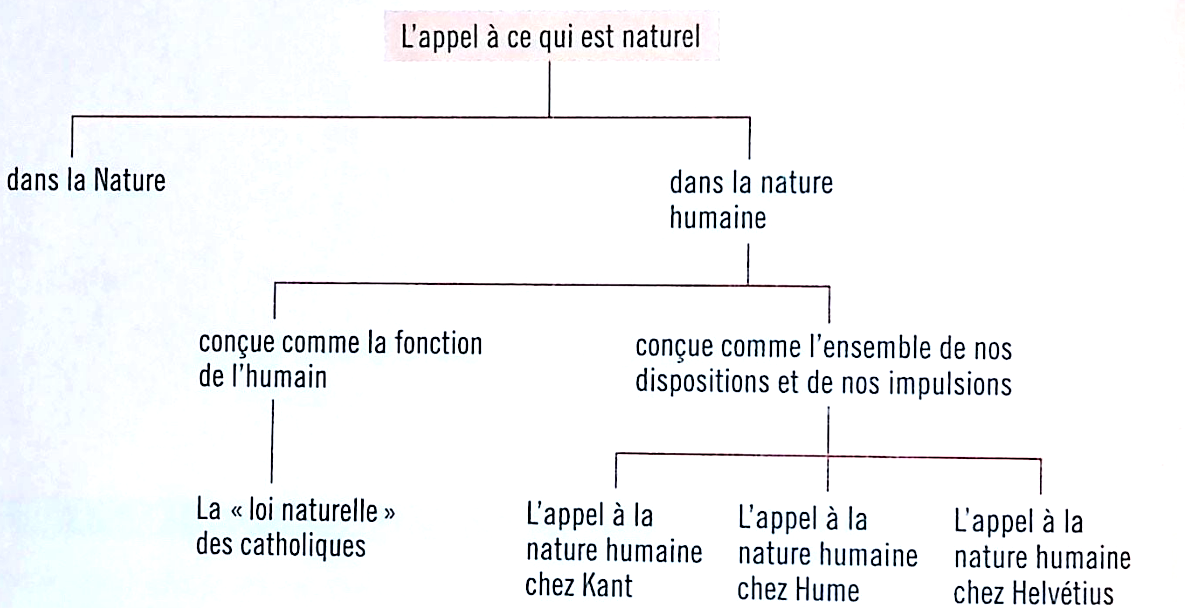 L'appel à ce qui est naturel
dans la Nature
dans la nature
humaine
conçue comme la fonction
de l'humain
conçue comme l'ensemble de nos
dispositions et de nos impulsions
La « loi naturelle »
des catholiques
L'appel à la
nature humaine
chez Kant
L'appel à la
nature humaine
chez Hume
L'appel à la
nature humaine
chez Helvétius